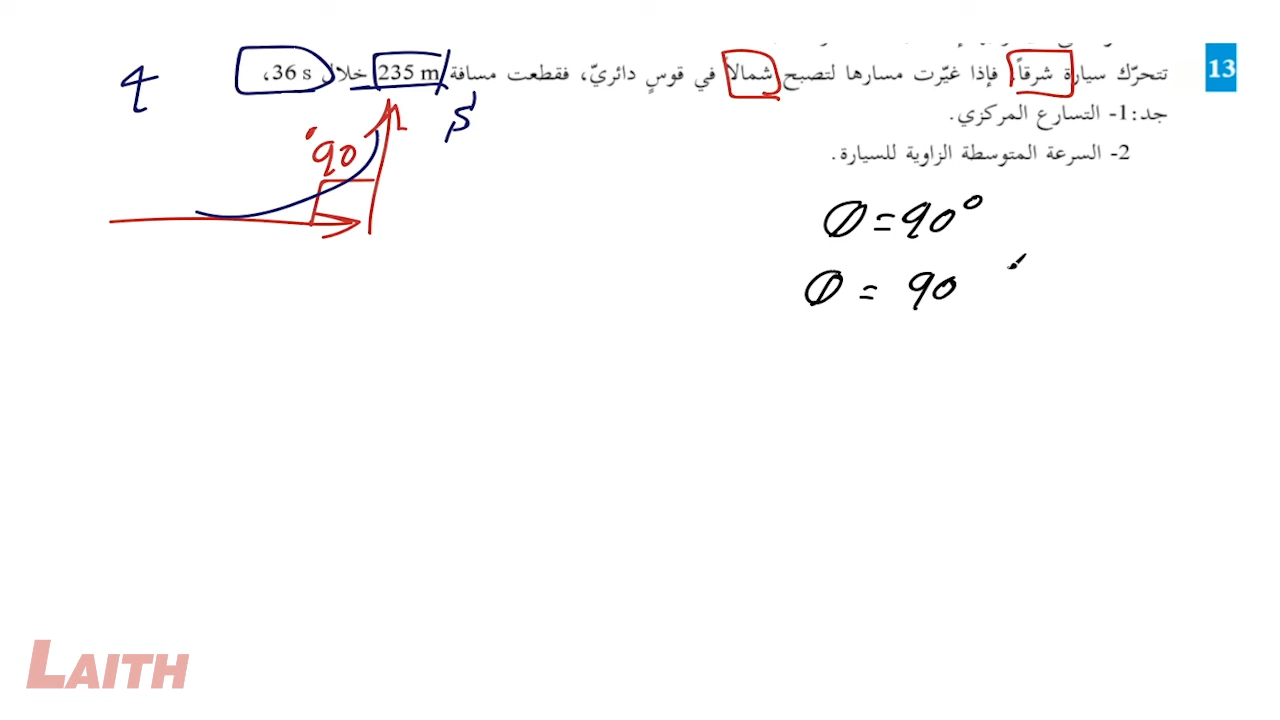 13 تتحرّك سيارة شرقاً، فإذا غيّرت مسارها لتصبح شمالاً في قوسٍ دائريّ، فقطعت مسافة 235 m خلال 36 s،
جد: 1- التسارع المركزي.
2- السرعة المتوسطة الزاوية للسيارة.
90°
S
Ø = 90°
Ø = 90
LAITH